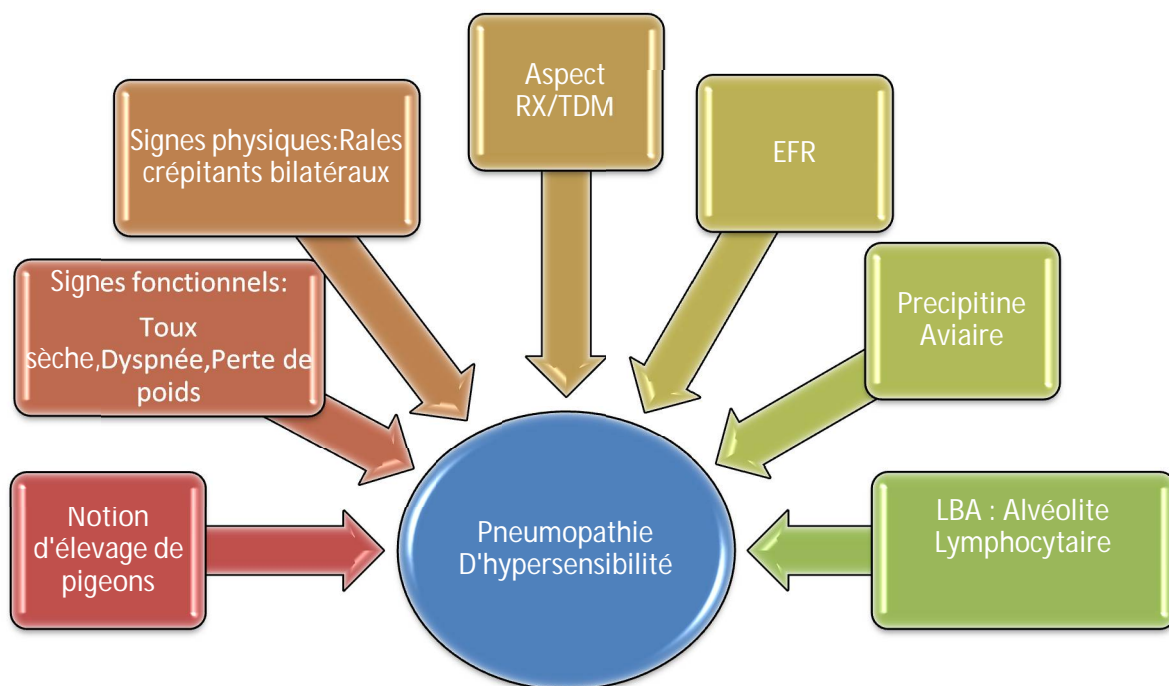 Aspect
RX/TDM
Signes physiques:Rales
crépitants bilatéraux
EFR
Signes fonctionnels:
Toux
sèche,Dyspnée,Perte de
poids
Precipitine
Aviaire
Notion
d'élevage de
pigeons
Pneumopathie
D'hypersensibilité
LBA : Alvéolite
Lymphocytaire